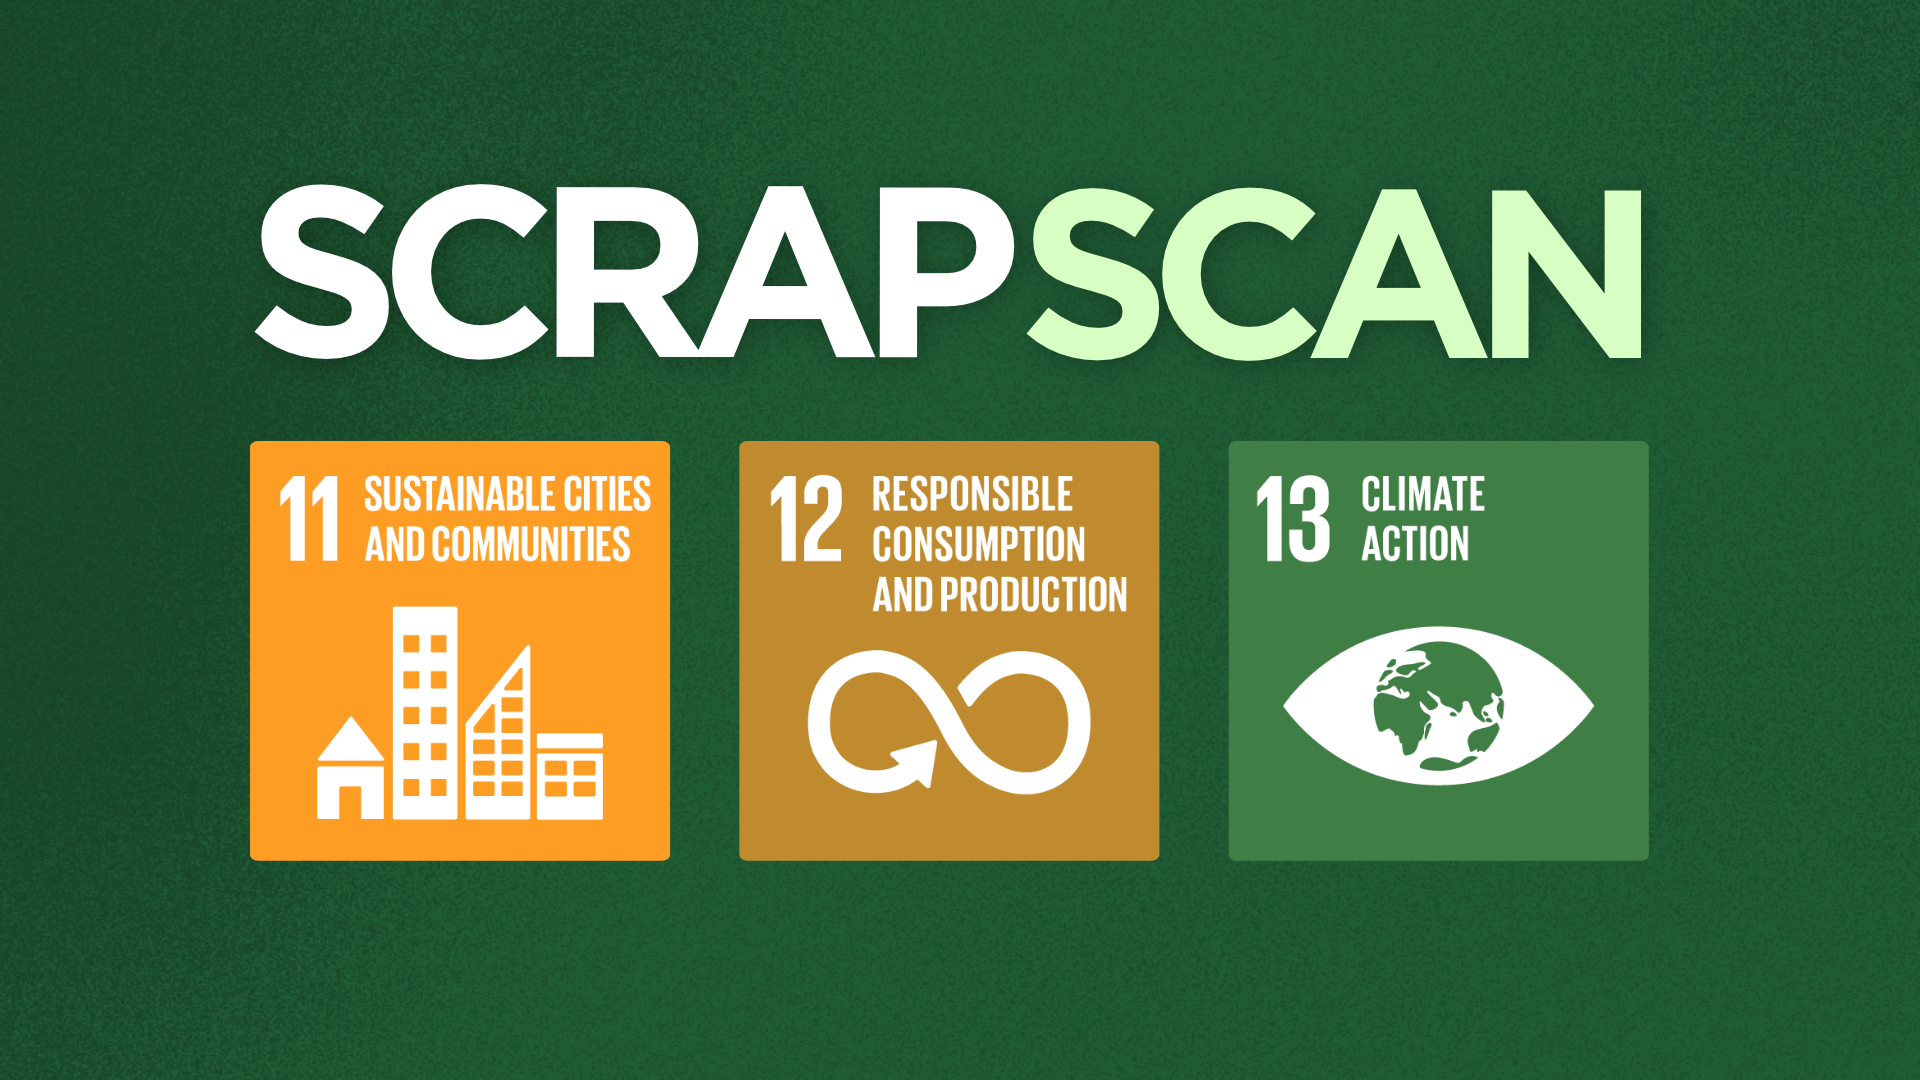 SCRAPSCAN
11 SUSTAINABLE CITIES
AND COMMUNITIES
12 RESPONSIBLE
CONSUMPTION
AND PRODUCTION
13 CLIMATE
ACTION